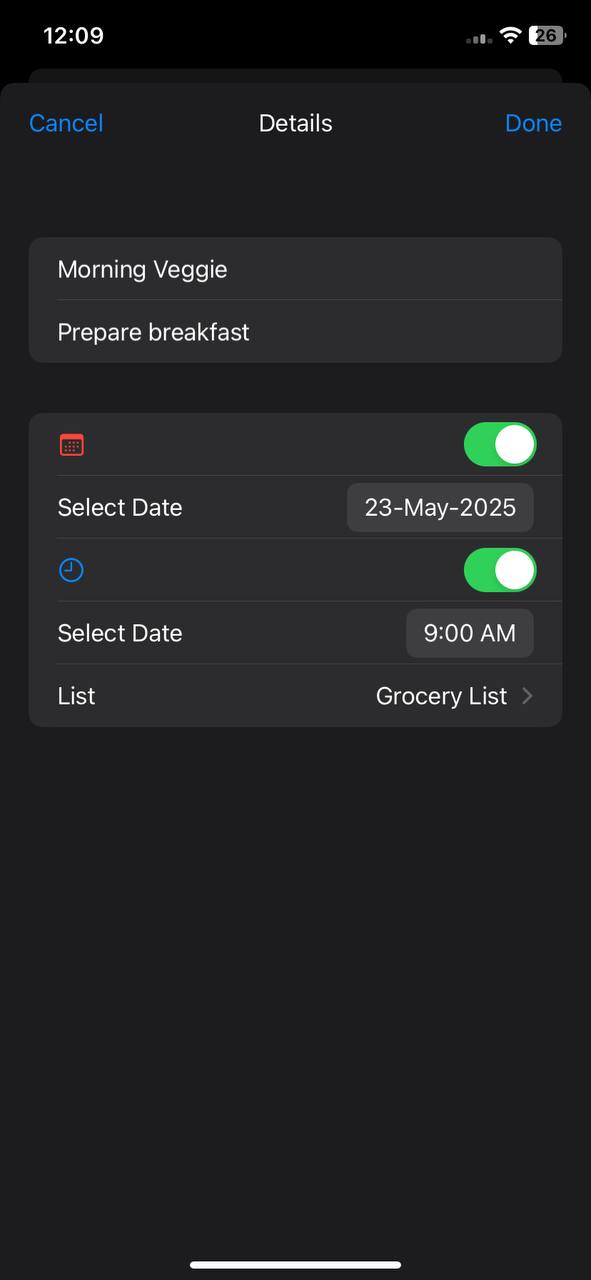 12:09
26
Cancel Details Done
Morning Veggie
Prepare breakfast
Select Date 23-May-2025
Select Date 9:00 AM
List Grocery List